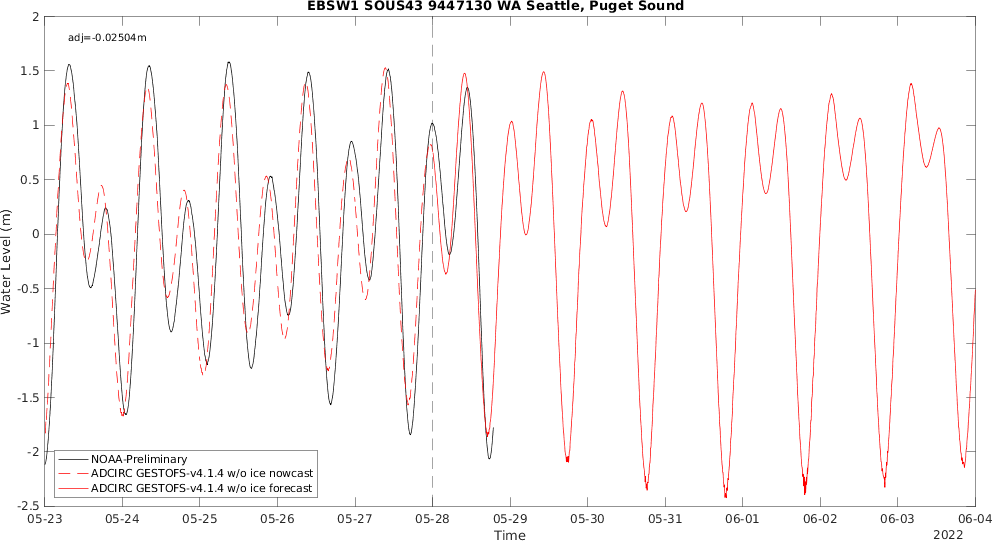 EBSW1 SOUS43 9447130 WA Seattle, Puget Sound
adj=-0.02504m
2
1.5
1
0.5
0
-0.5
-1
-1.5
-2
-2.5
Water Level (m)
NOAA-Preliminary
ADCIRC GESTOFS-v4.1.4 w/o ice nowcast
ADCIRC GESTOFS-v4.1.4 w/o ice forecast
05-23 05-24 05-25 05-26 05-27 05-28 05-29 05-30 05-31 06-01 06-02 06-03 06-04
Time
2022